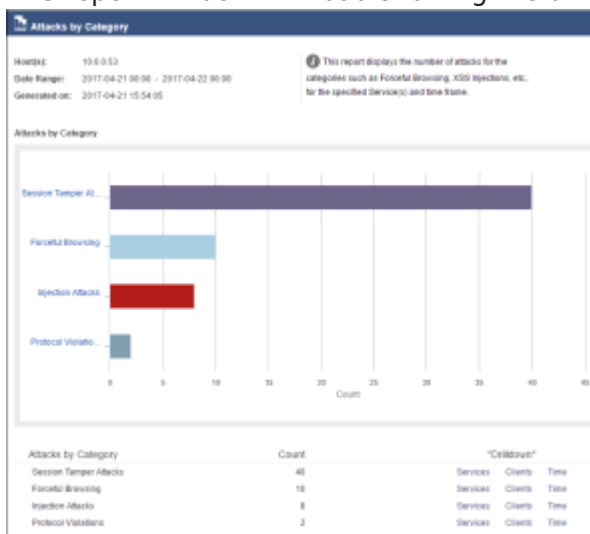 Attacks by Category
Host(s): 10.8.0.53
Date Range: 2017-04-21 00:00 - 2017-04-22 00:00
Generated on: 2017-04-21 15:54:05
This report displays the number of attacks for the
categories such as Forceful Browsing, XSS Injections, etc,
for the specified Service(s) and time frame.
Attacks by Category
Session Tamper At...
Forceful Browsing
Injection Attacks
Protocol Violatio...
0 5 10 15 20 25 30 35 40 45
Count
Attacks by Category Count "Drilldown"
Session Tamper Attacks 40 Services Clients Time
Forceful Browsing 10 Services Clients Time
Injection Attacks 8 Services Clients Time
Protocol Violations 2 Services Clients Time